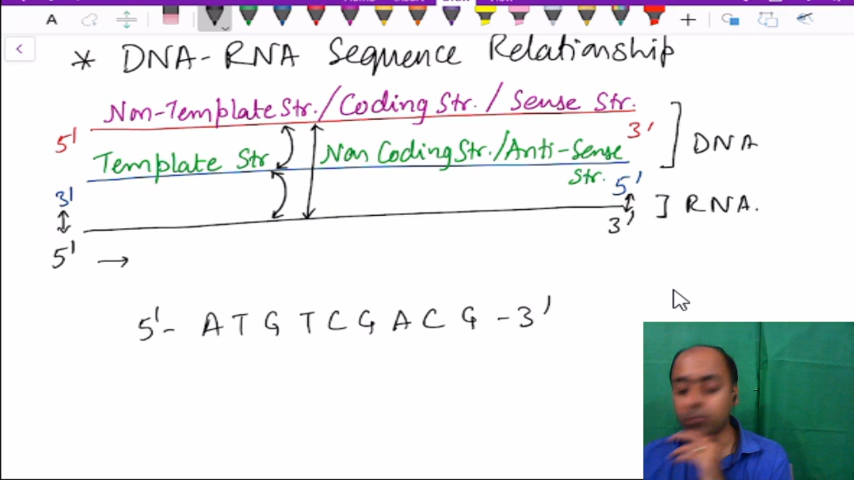 * DNA-RNA Sequence Relationship
Non-Template Str./Coding Str./Sense Str.
5' 3'
Template Str Non Coding Str./Anti-Sense Str.
DNA
3' 5'
RNA.
5' → 3'
5'- A T G T C G A C G -3'